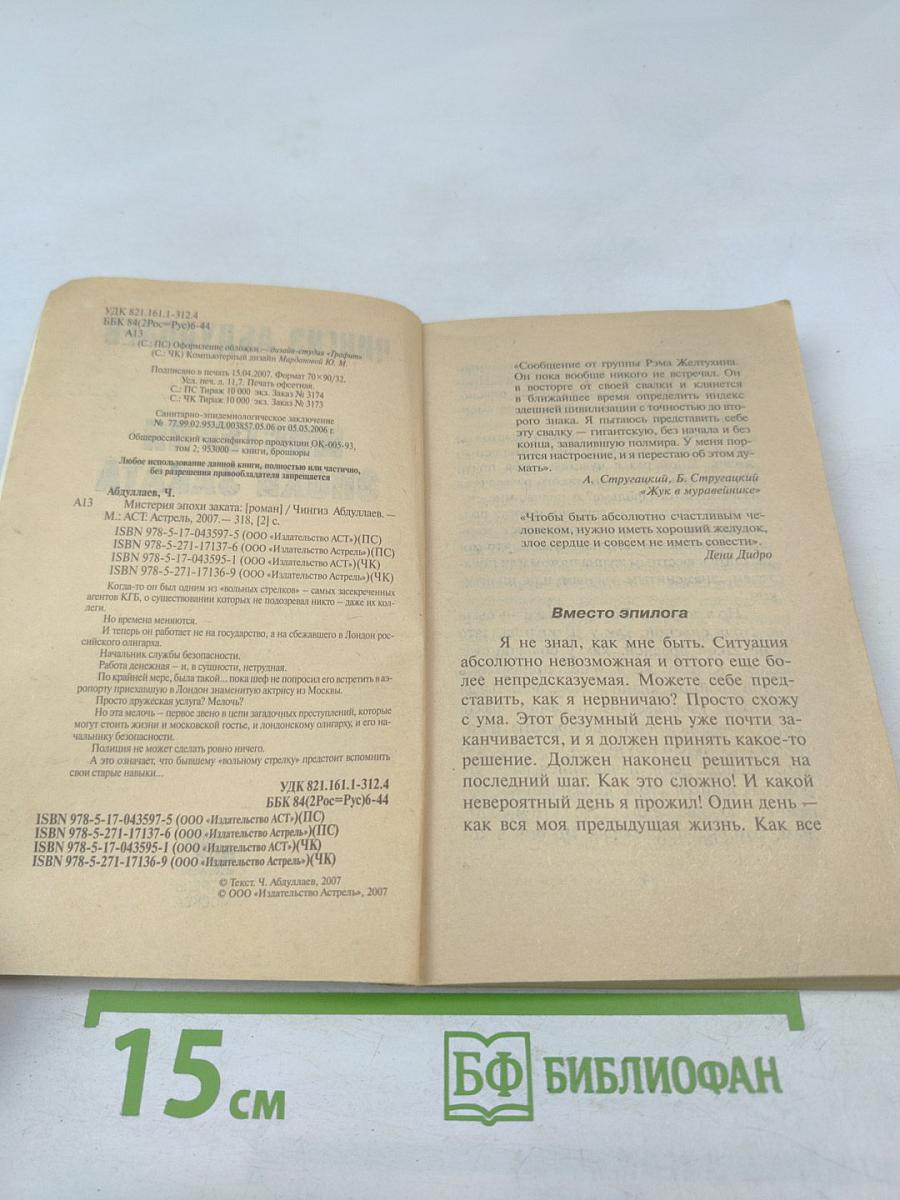 УДК 821.161.1-312.4
ББК 84(2Рос=Рус)6-44
А13
(С.: ПС) Оформление обложки — дизайн-студия «Графит»
(С.: ЧК) Компьютерный дизайн Мардановой Ю. М.
Подписано в печать 15.04.2007. Формат 70×90/32.
Усл. печ. л. 11,7. Печать офсетная.
С.: ПС Тираж 10 000 экз. Заказ № 3174
С.: ЧК Тираж 10 000 экз. Заказ № 3173
Санитарно-эпидемиологическое заключение
№ 77.99.02.953.Д.003857.05.06 от 05.05.2006 г.
Общероссийский классификатор продукции ОК-005-93,
том 2; 953000 — книги, брошюры
Любое использование данной книги, полностью или частично,
без разрешения правообладателя запрещается
Абдуллаев, Ч.
А13 Мистерия эпохи заката: [роман] / Чингиз Абдуллаев. —
М.: АСТ: Астрель, 2007. — 318, [2] с.
ISBN 978-5-17-043597-5 (ООО «Издательство АСТ»)(ПС)
ISBN 978-5-271-17137-6 (ООО «Издательство Астрель»)(ПС)
ISBN 978-5-17-043595-1 (ООО «Издательство АСТ»)(ЧК)
ISBN 978-5-271-17136-9 (ООО «Издательство Астрель»)(ЧК)
Когда-то он был одним из «вольных стрелков» – самых засекреченных
агентов КГБ, о существовании которых не подозревал никто – даже их кол-
леги.
Но времена меняются.
И теперь он работает не на государство, а на сбежавшего в Лондон рос-
сийского олигарха.
Начальник службы безопасности.
Работа денежная – и, в сущности, нетрудная.
По крайней мере, была такой... пока шеф не попросил его встретить в аэ-
ропорту приехавшую в Лондон знаменитую актрису из Москвы.
Просто дружеская услуга? Мелочь?
Но эта мелочь – первое звено в цепи загадочных преступлений, которые
могут стоить жизни и московской гостье, и лондонскому олигарху, и его на-
чальнику безопасности.
Полиция не может сделать ровно ничего.
А это означает, что бывшему «вольному стрелку» предстоит вспомнить
свои старые навыки...
УДК 821.161.1-312.4
ББК 84(2Рос=Рус)6-44
ISBN 978-5-17-043597-5 (ООО «Издательство АСТ»)(ПС)
ISBN 978-5-271-17137-6 (ООО «Издательство Астрель»)(ПС)
ISBN 978-5-17-043595-1 (ООО «Издательство АСТ»)(ЧК)
ISBN 978-5-271-17136-9 (ООО «Издательство Астрель»)(ЧК)
© Текст. Ч. Абдуллаев, 2007
© ООО «Издательство Астрель», 2007
«Сообщение от группы Рэма Желтухина.
Он пока вообще никого не встречал. Он
в восторге от своей свалки и клянется
в ближайшее время определить индекс
здешней цивилизации с точностью до вто-
рого знака. Я пытаюсь представить себе
эту свалку — гигантскую, без начала и без
конца, завалившую полмира. У меня пор-
тится настроение, и я перестаю об этом ду-
мать».
А. Стругацкий, Б. Стругацкий
«Жук в муравейнике»
«Чтобы быть абсолютно счастливым че-
ловеком, нужно иметь хороший желудок,
злое сердце и совсем не иметь совести».
Дени Дидро
Вместо эпилога
Я не знал, как мне быть. Ситуация
абсолютно невозможная и оттого еще бо-
лее непредсказуемая. Можете себе пред-
ставить, как я нервничаю? Просто схожу
с ума. Этот безумный день уже почти за-
канчивается, и я должен принять какое-то
решение. Должен наконец решиться на
последний шаг. Как это сложно! И какой
невероятный день я прожил! Один день —
как вся моя предыдущая жизнь. Как все
15 см
БФ БИБЛИОФАН